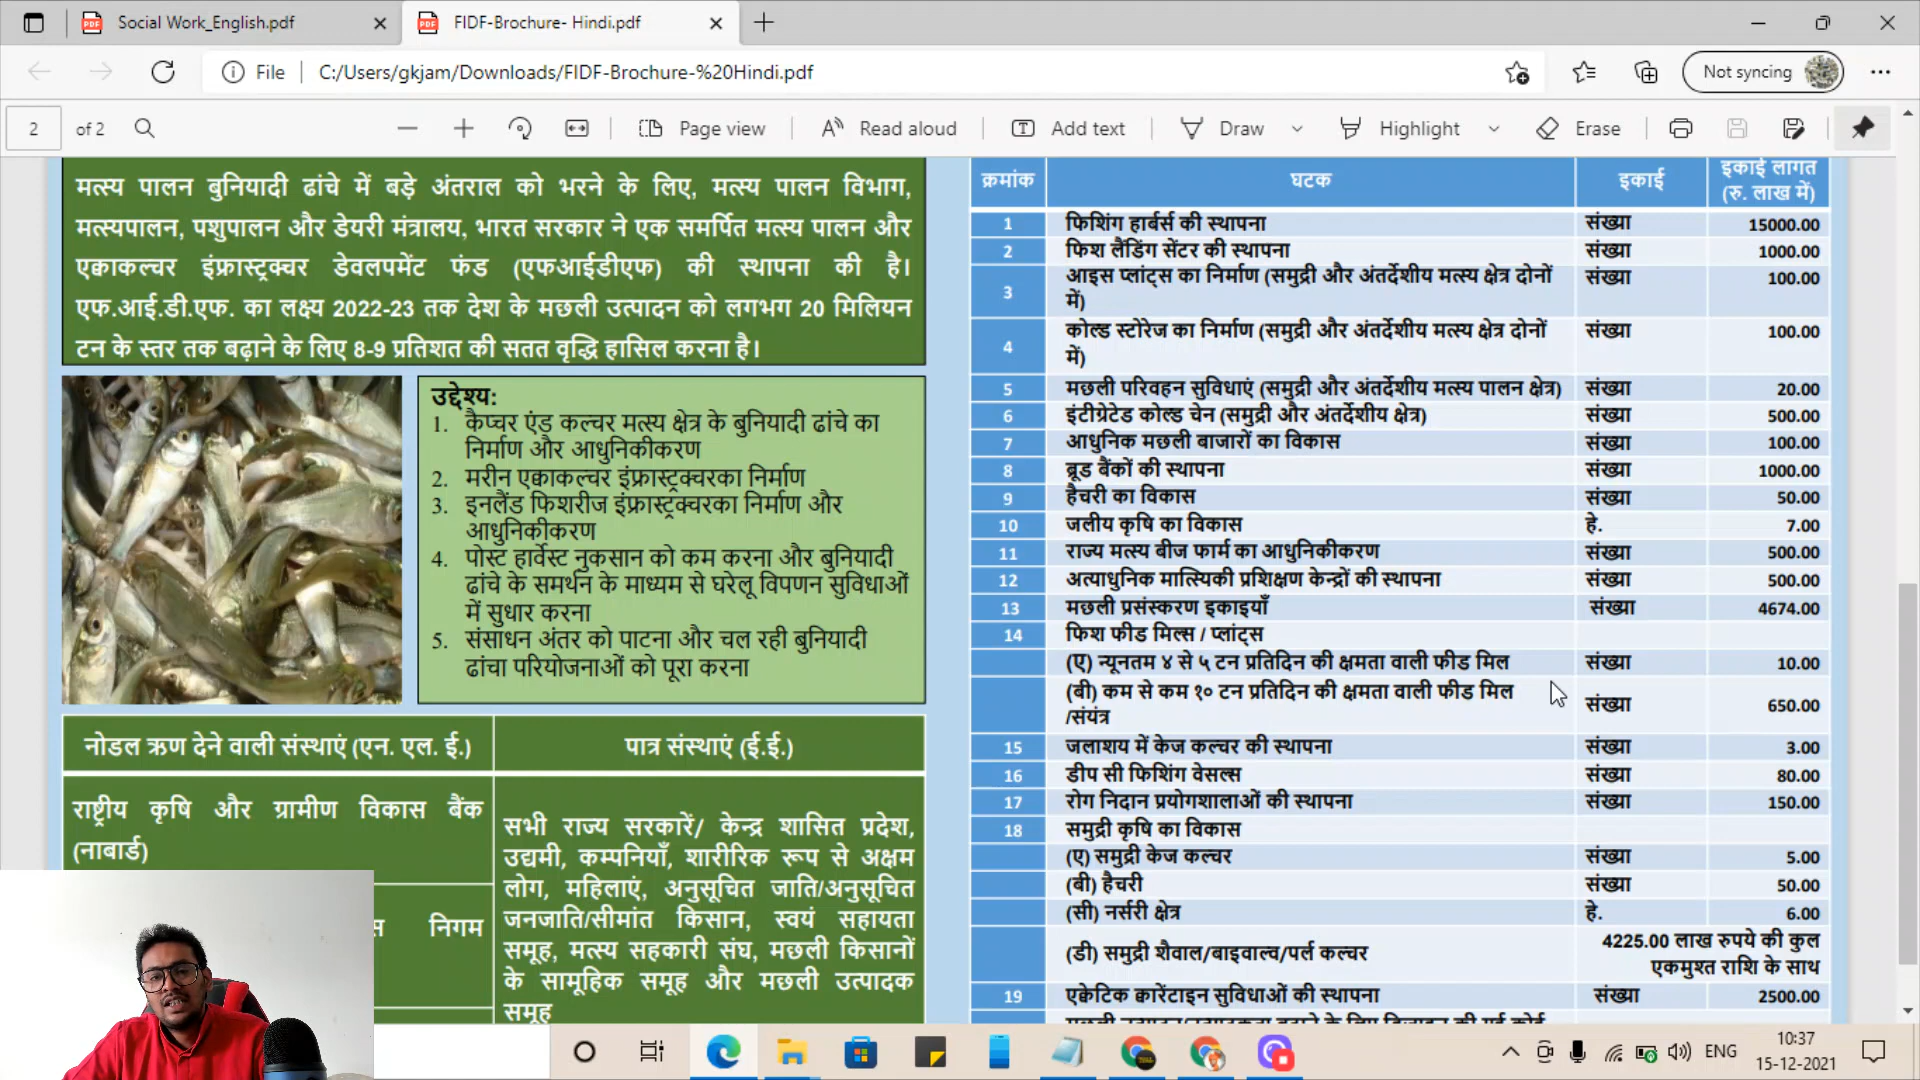 Social Work_English.pdf
FIDF-Brochure- Hindi.pdf
File
C:/Users/gkjam/Downloads/FIDF-Brochure-%20Hindi.pdf
Not syncing
2 of 2
Page view
Read aloud
Add text
Draw
Highlight
Erase
मत्स्य पालन बुनियादी ढांचे में बड़े अंतराल को भरने के लिए, मत्स्य पालन विभाग,
मत्स्यपालन, पशुपालन और डेयरी मंत्रालय, भारत सरकार ने एक समर्पित मत्स्य पालन और
एक्वाकल्चर इंफ्रास्ट्रक्चर डेवलपमेंट फंड (एफआईडीएफ) की स्थापना की है।
एफ.आई.डी.एफ. का लक्ष्य 2022-23 तक देश के मछली उत्पादन को लगभग 20 मिलियन
टन के स्तर तक बढ़ाने के लिए 8-9 प्रतिशत की सतत वृद्धि हासिल करना है।
उद्देश्य:
1. कैप्चर एंड कल्चर मत्स्य क्षेत्र के बुनियादी ढांचे का
निर्माण और आधुनिकीकरण
2. मरीन एक्वाकल्चर इंफ्रास्ट्रक्चरका निर्माण
3. इनलैंड फिशरीज इंफ्रास्ट्रक्चरका निर्माण और
आधुनिकीकरण
4. पोस्ट हार्वेस्ट नुकसान को कम करना और बुनियादी
ढांचे के समर्थन के माध्यम से घरेलू विपणन सुविधाओं
में सुधार करना
5. संसाधन अंतर को पाटना और चल रही बुनियादी
ढांचा परियोजनाओं को पूरा करना
नोडल ऋण देने वाली संस्थाएं (एन. एल. ई.)
पात्र संस्थाएं (ई.ई.)
राष्ट्रीय कृषि और ग्रामीण विकास बैंक
(नाबार्ड)
निगम
सभी राज्य सरकारें/ केन्द्र शासित प्रदेश,
उद्यमी, कम्पनियाँ, शारीरिक रूप से अक्षम
लोग, महिलाएं, अनुसूचित जाति/अनुसूचित
जनजाति/सीमांत किसान, स्वयं सहायता
समूह, मत्स्य सहकारी संघ, मछली किसानों
के सामूहिक समूह और मछली उत्पादक
समूह
क्रमांक घटक इकाई इकाई लागत
(रु. लाख में)
1 फिशिंग हार्बर्स की स्थापना संख्या 15000.00
2 फिश लैंडिंग सेंटर की स्थापना संख्या 1000.00
3 आइस प्लांट्स का निर्माण (समुद्री और अंतर्देशीय मत्स्य क्षेत्र दोनों संख्या 100.00
में)
4 कोल्ड स्टोरेज का निर्माण (समुद्री और अंतर्देशीय मत्स्य क्षेत्र दोनों संख्या 100.00
में)
5 मछली परिवहन सुविधाएं (समुद्री और अंतर्देशीय मत्स्य पालन क्षेत्र) संख्या 20.00
6 इंटीग्रेटेड कोल्ड चेन (समुद्री और अंतर्देशीय क्षेत्र) संख्या 500.00
7 आधुनिक मछली बाजारों का विकास संख्या 100.00
8 ब्रूड बैंकों की स्थापना संख्या 1000.00
9 हैचरी का विकास संख्या 50.00
10 जलीय कृषि का विकास हे. 7.00
11 राज्य मत्स्य बीज फार्म का आधुनिकीकरण संख्या 500.00
12 अत्याधुनिक मात्स्यिकी प्रशिक्षण केन्द्रों की स्थापना संख्या 500.00
13 मछली प्रसंस्करण इकाइयाँ संख्या 4674.00
14 फिश फीड मिल्स / प्लांट्स
(ए) न्यूनतम ४ से ५ टन प्रतिदिन की क्षमता वाली फीड मिल संख्या 10.00
(बी) कम से कम १० टन प्रतिदिन की क्षमता वाली फीड मिल संख्या 650.00
/संयंत्र
15 जलाशय में केज कल्चर की स्थापना संख्या 3.00
16 डीप सी फिशिंग वेसल्स संख्या 80.00
17 रोग निदान प्रयोगशालाओं की स्थापना संख्या 150.00
18 समुद्री कृषि का विकास
(ए) समुद्री केज कल्चर संख्या 5.00
(बी) हैचरी संख्या 50.00
(सी) नर्सरी क्षेत्र हे. 6.00
(डी) समुद्री शैवाल/बाइवाल्व/पर्ल कल्चर 4225.00 लाख रुपये की कुल
एकमुश्त राशि के साथ
19 एक्वेटिक क्वारेंटाइन सुविधाओं की स्थापना संख्या 2500.00
ENG
10:37
15-12-2021